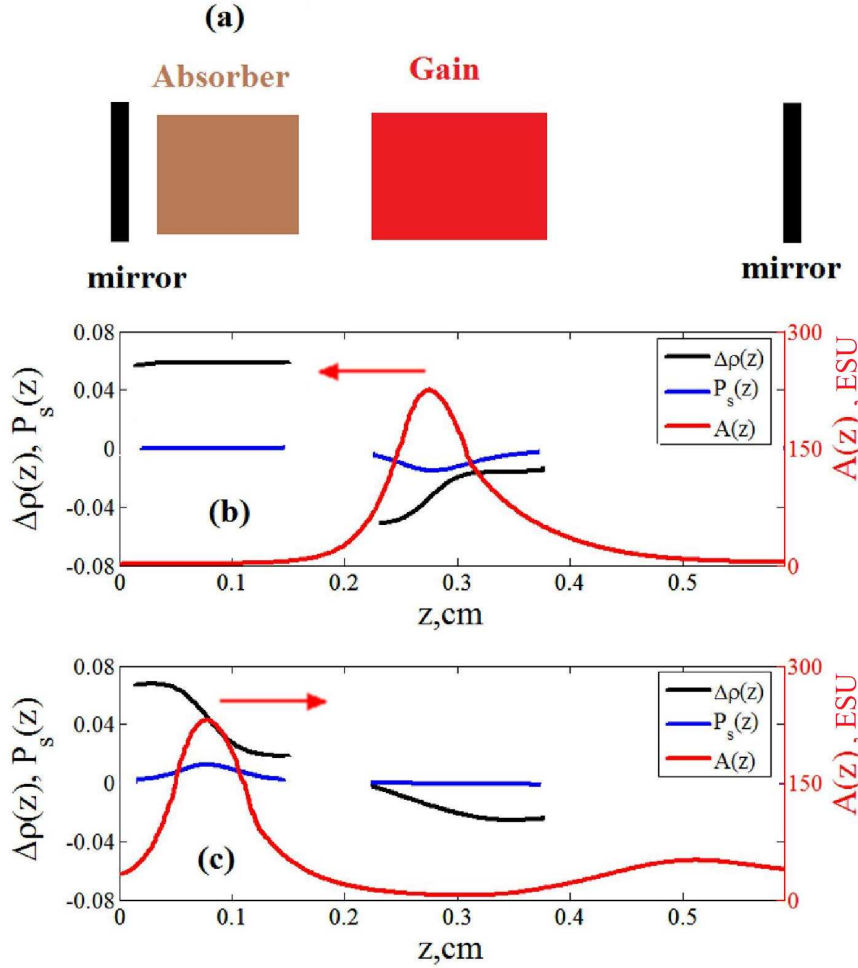 (a)
Absorber
Gain
mirror
mirror
0.08
0.04
0
-0.04
-0.08
Δρ(z), P_s(z)
300
150
0
A(z) , ESU
Δρ(z)
P_s(z)
A(z)
(b)
0 0.1 0.2 0.3 0.4 0.5
z,cm
0.08
0.04
0
-0.04
-0.08
Δρ(z), P_s(z)
300
150
0
A(z) , ESU
Δρ(z)
P_s(z)
A(z)
(c)
0 0.1 0.2 0.3 0.4 0.5
z,cm